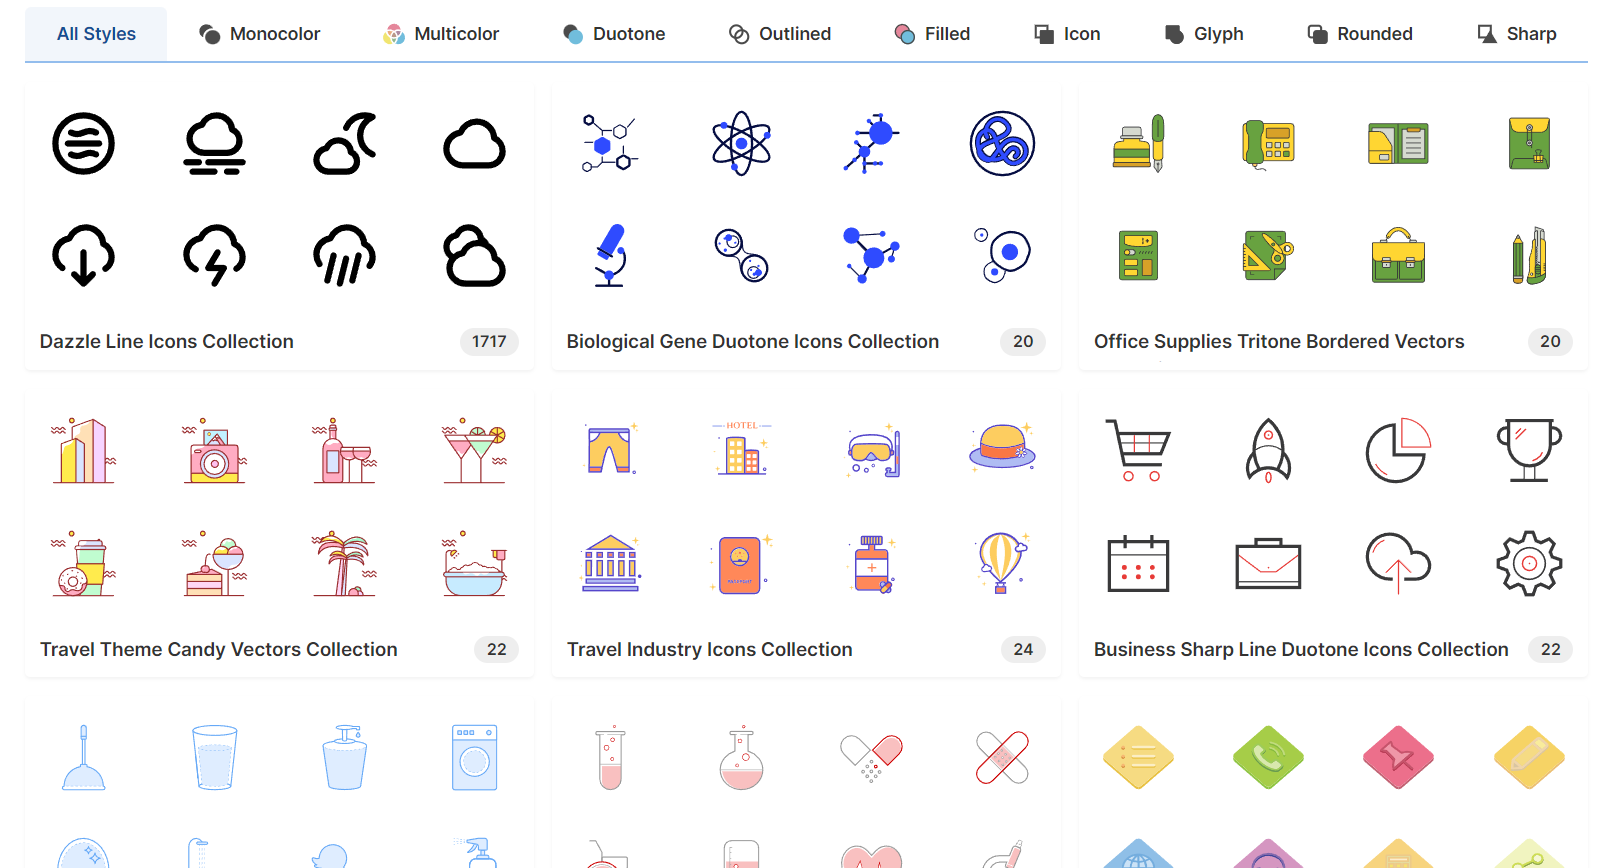 All Styles
Monocolor
Multicolor
Duotone
Outlined
Filled
Icon
Glyph
Rounded
Sharp
Dazzle Line Icons Collection
1717
Biological Gene Duotone Icons Collection
20
Office Supplies Tritone Bordered Vectors
20
HOTEL
PASSPORT
Travel Theme Candy Vectors Collection
22
Travel Industry Icons Collection
24
Business Sharp Line Duotone Icons Collection
22